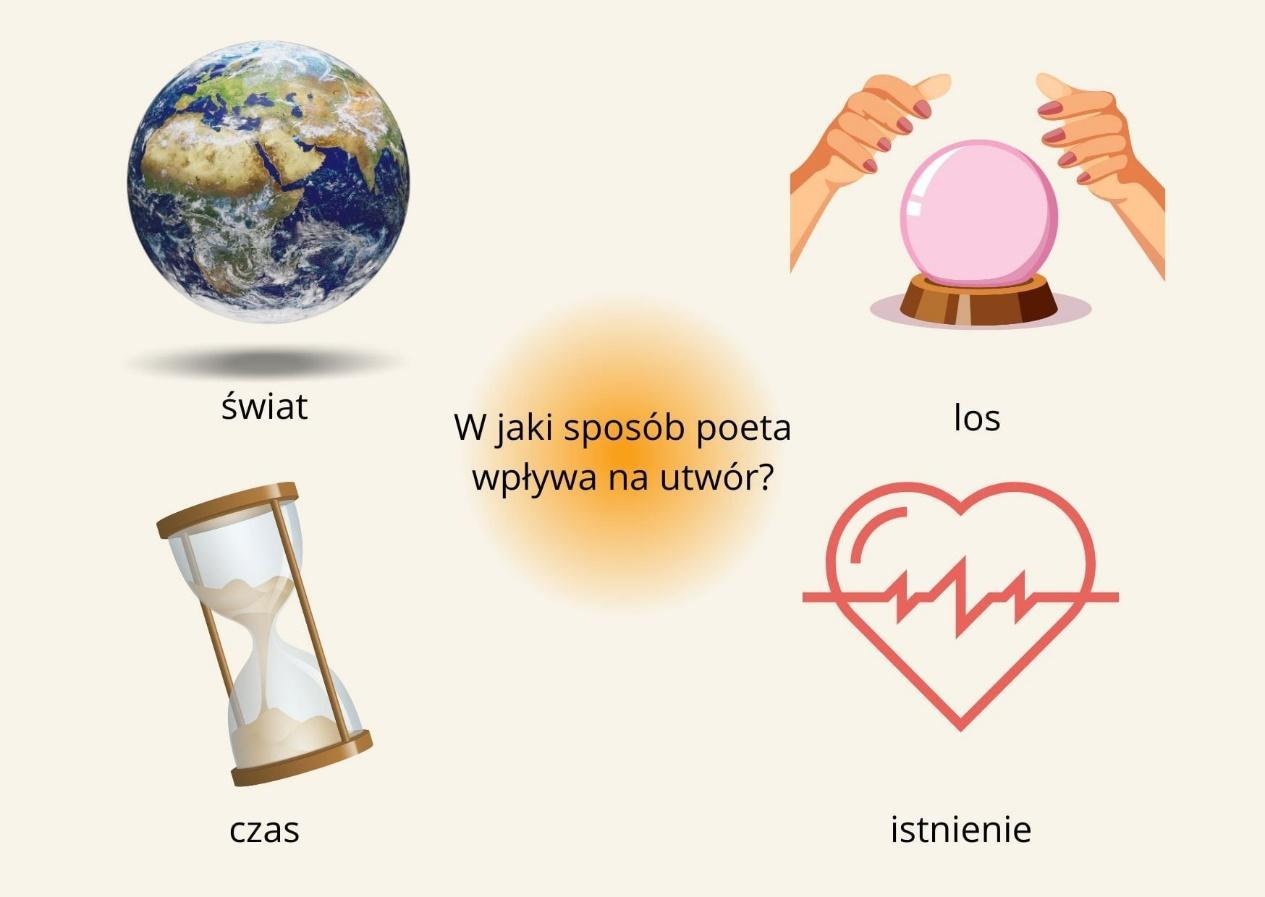 świat
los
W jaki sposób poeta
wpływa na utwór?
czas
istnienie